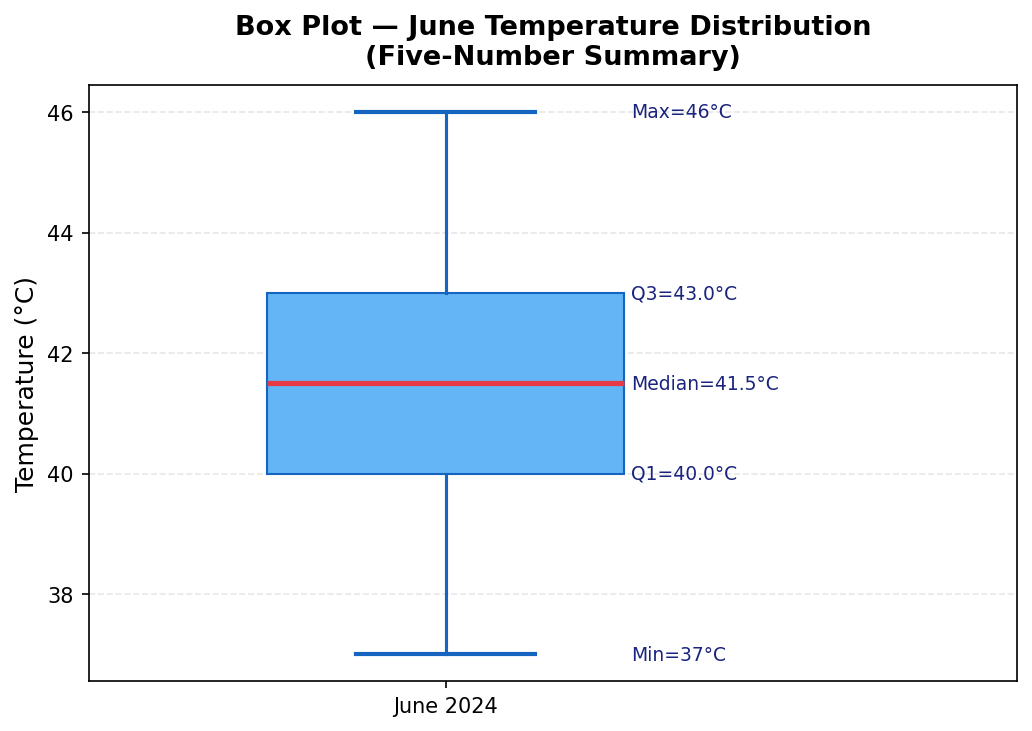 Box Plot — June Temperature Distribution
(Five-Number Summary)
Temperature (°C)
46
44
42
40
38
Max=46°C
Q3=43.0°C
Median=41.5°C
Q1=40.0°C
Min=37°C
June 2024